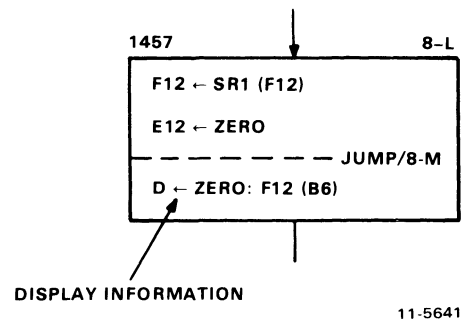 1457 8-L
F12 ← SR1 (F12)
E12 ← ZERO
JUMP/8-M
D ← ZERO: F12 (B6)
DISPLAY INFORMATION
11-5641